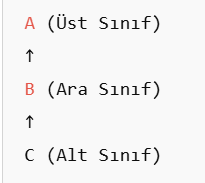 A (Üst Sınıf)
↑
B (Ara Sınıf)
↑
C (Alt Sınıf)